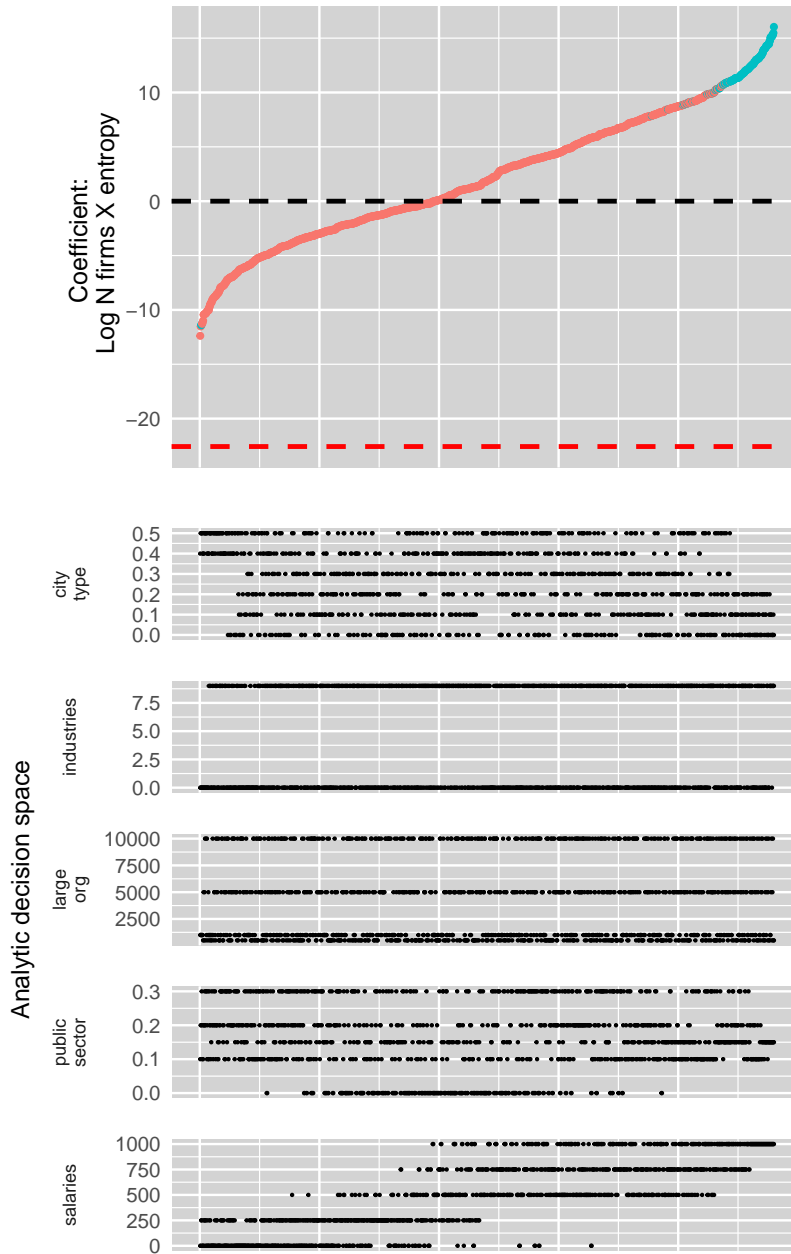 Coefficient:
Log N firms X entropy
10
0
−10
−20
Analytic decision space
city
type
0.5
0.4
0.3
0.2
0.1
0.0
industries
7.5
5.0
2.5
0.0
large
org
10000
7500
5000
2500
public
sector
0.3
0.2
0.1
0.0
salaries
1000
750
500
250
0